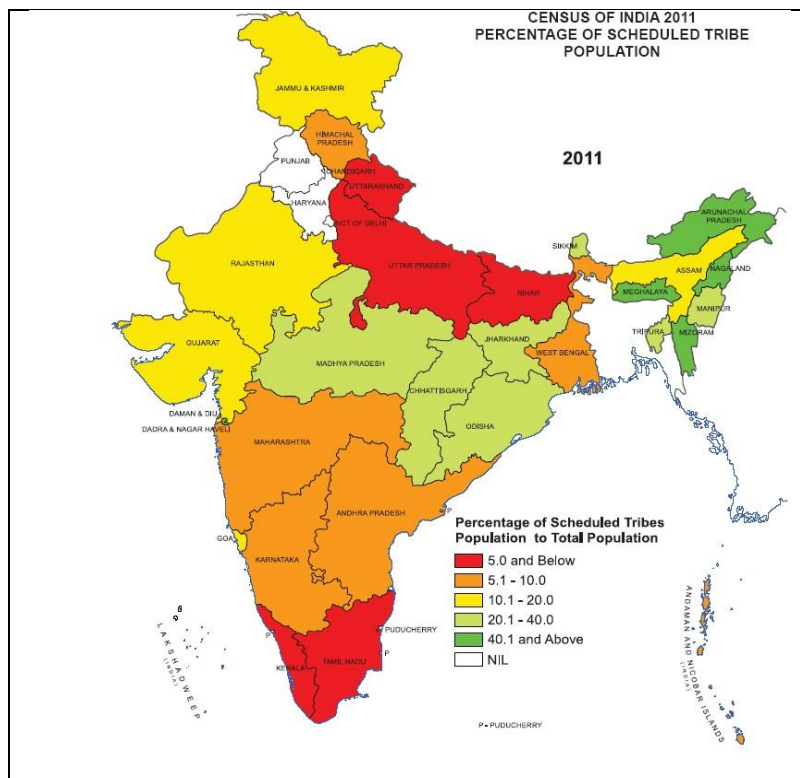 CENSUS OF INDIA 2011
PERCENTAGE OF SCHEDULED TRIBE
POPULATION
2011
JAMMU & KASHMIR
HIMACHAL
PRADESH
PUNJAB
CHANDIGARH
UTTARAKHAND
HARYANA
NCT OF DELHI
RAJASTHAN
UTTAR PRADESH
BIHAR
SIKKIM
ARUNACHAL
PRADESH
ASSAM
NAGALAND
MEGHALAYA
MANIPUR
TRIPURA
MIZORAM
GUJARAT
MADHYA PRADESH
JHARKHAND
WEST BENGAL
CHHATTISGARH
ODISHA
DAMAN & DIU
DADRA & NAGAR HAVELI
MAHARASHTRA
ANDHRA PRADESH
P
GOA
KARNATAKA
Percentage of Scheduled Tribes
Population to Total Population
5.0 and Below
5.1 - 10.0
10.1 - 20.0
20.1 - 40.0
40.1 and Above
NIL
P
PUDUCHERRY
P
KERALA
TAMIL NADU
LAKSHADWEEP
(INDIA)
ANDAMAN AND NICOBAR ISLANDS
(INDIA)
P - PUDUCHERRY